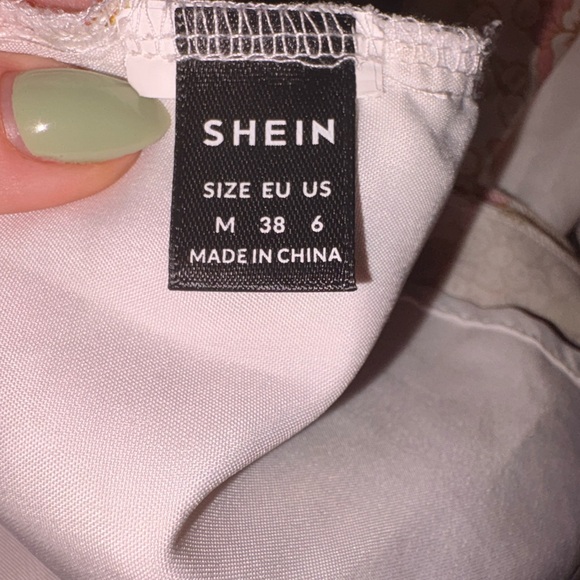 SHEIN
SIZE EU US
M 38 6
MADE IN CHINA